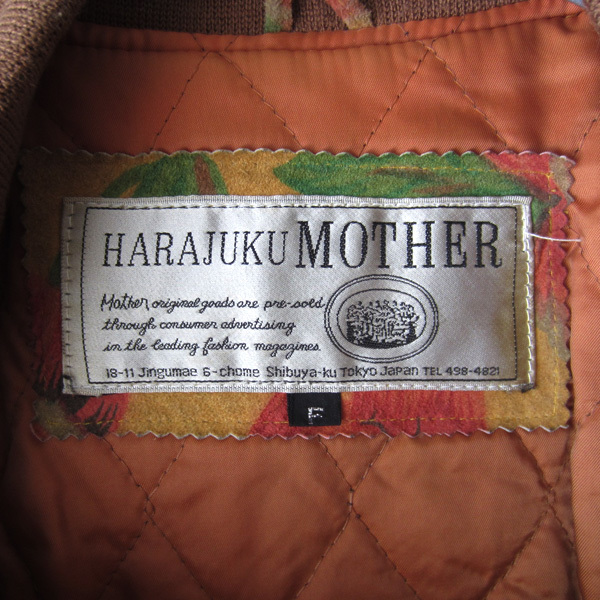 HARAJUKU MOTHER
Mother original goods are pre-sold
through consumer advertising
in the leading fashion magazines.
18-11 Jingumae 6-chome Shibuya-ku Tokyo Japan TEL 498-4821
F